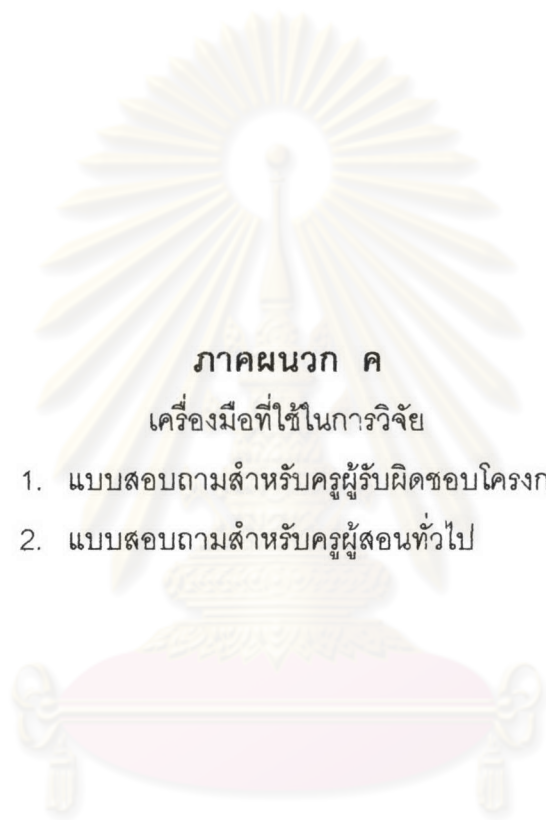 ภาคผนวก ค
เครื่องมือที่ใช้ในการวิจัย
1. แบบสอบถามสำหรับครูผู้รับผิดชอบโครงก
2. แบบสอบถามสำหรับครูผู้สอนทั่วไป